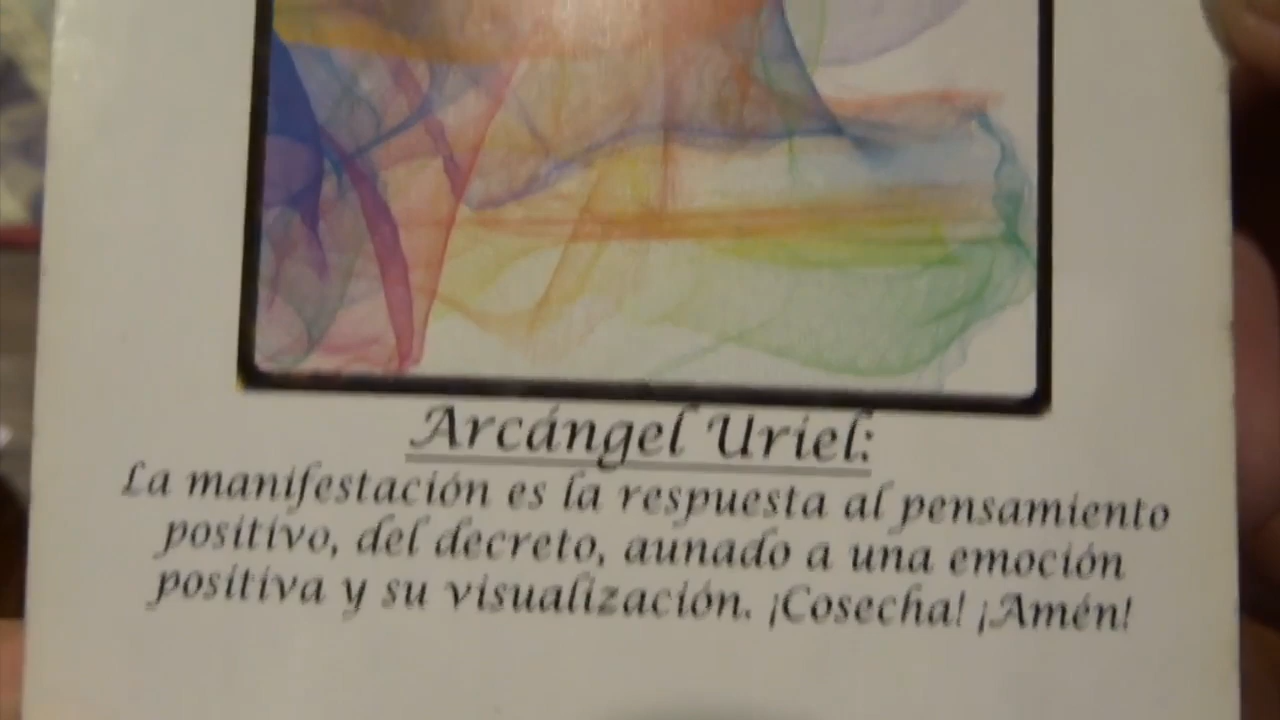 Arcángel Uriel:
La manifestación es la respuesta al pensamiento
positivo, del decreto, aunado a una emoción
positiva y su visualización. ¡Cosecha! ¡Amén!